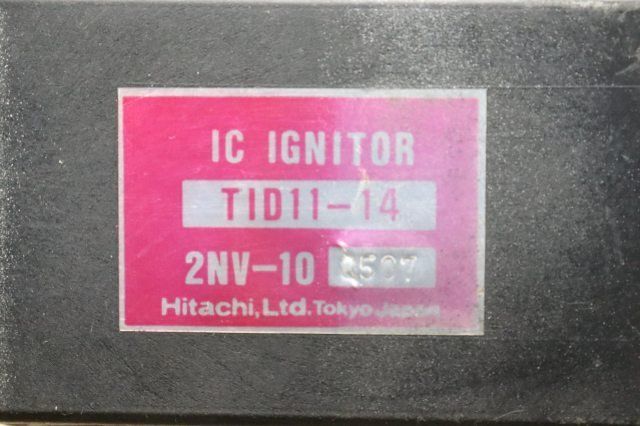 IC IGNITOR
TID11-14
2NV-10
Hitachi, Ltd. Tokyo Japan